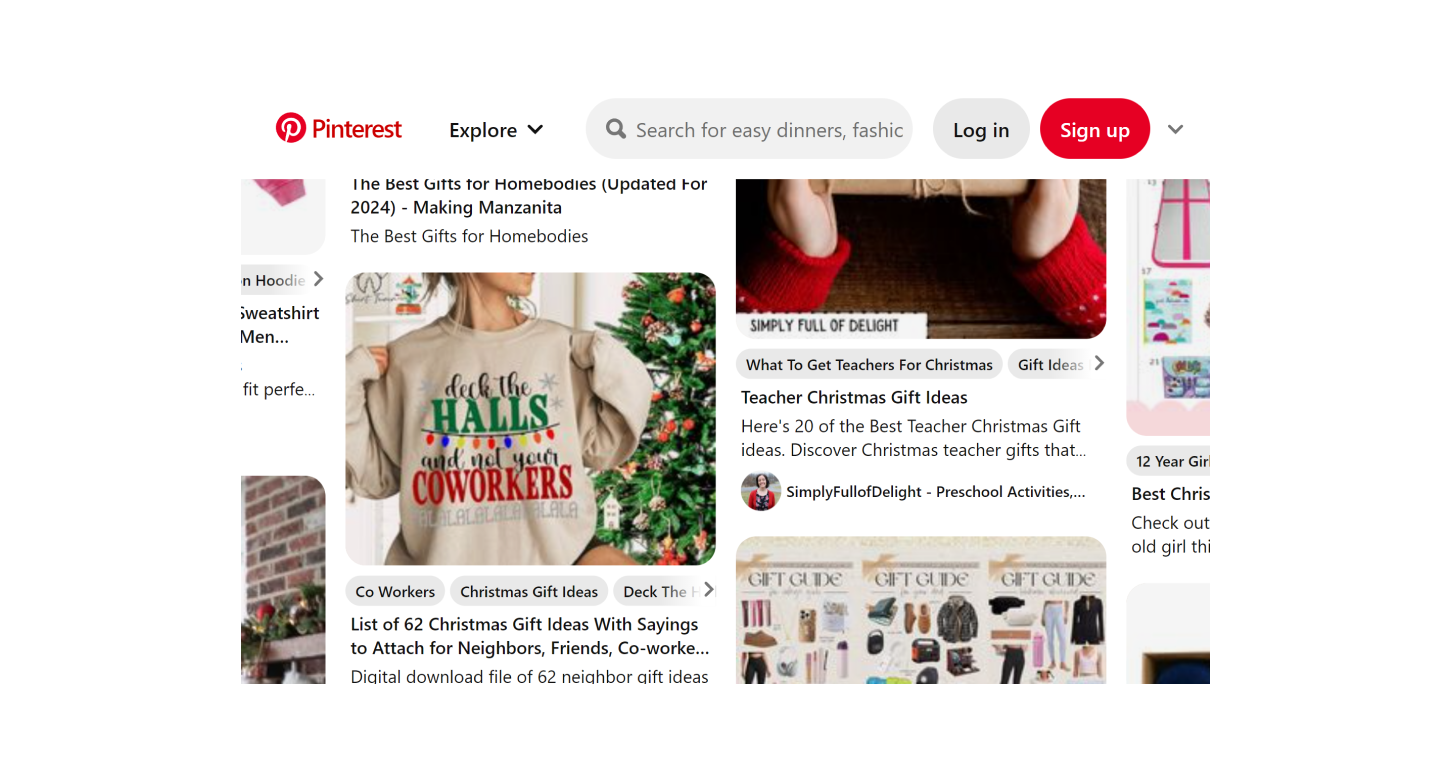 Pinterest
Explore
Search for easy dinners, fashic
Log in
Sign up
n Hoodie
Sweatshirt
Men...
fit perfe...
The Best Gifts for Homebodies (Updated For
2024) - Making Manzanita
The Best Gifts for Homebodies
deck the
HALLS
and not your
COWORKERS
Co Workers
Christmas Gift Ideas
Deck The H
List of 62 Christmas Gift Ideas With Sayings
to Attach for Neighbors, Friends, Co-worke...
Digital download file of 62 neighbor gift ideas
SIMPLY FULL OF DELIGHT
What To Get Teachers For Christmas
Gift Ideas
Teacher Christmas Gift Ideas
Here's 20 of the Best Teacher Christmas Gift
ideas. Discover Christmas teacher gifts that...
SimplyFullofDelight - Preschool Activities,...
GIFT GUIDE
GIFT GUIDE
GIFT GUIDE
17
21
12 Year Girl
Best Chris
Check out
old girl thi